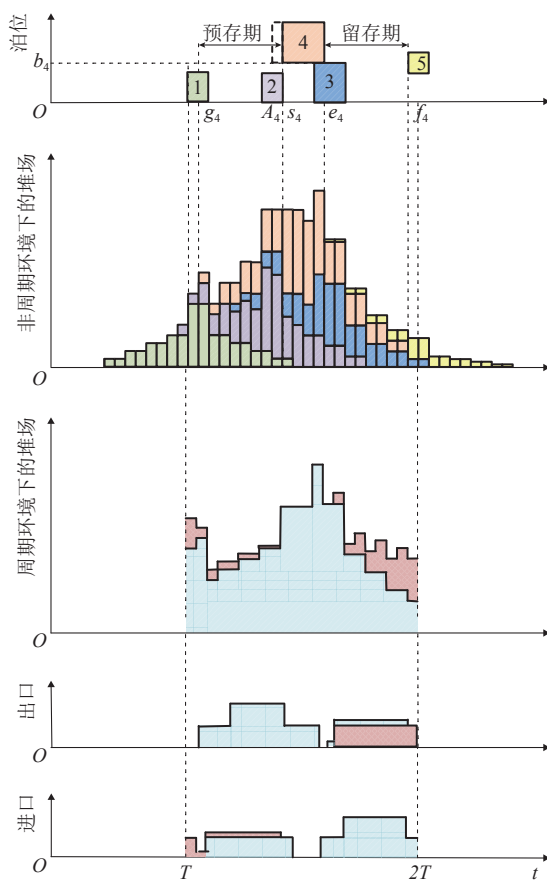 泊位
预存期
留存期
4
5
b₄
1
2
3
O
g₄
A₄
s₄
e₄
f₄
非周期环境下的堆场
O
周期环境下的堆场
O
出口
O
进口
O
T
2T
t